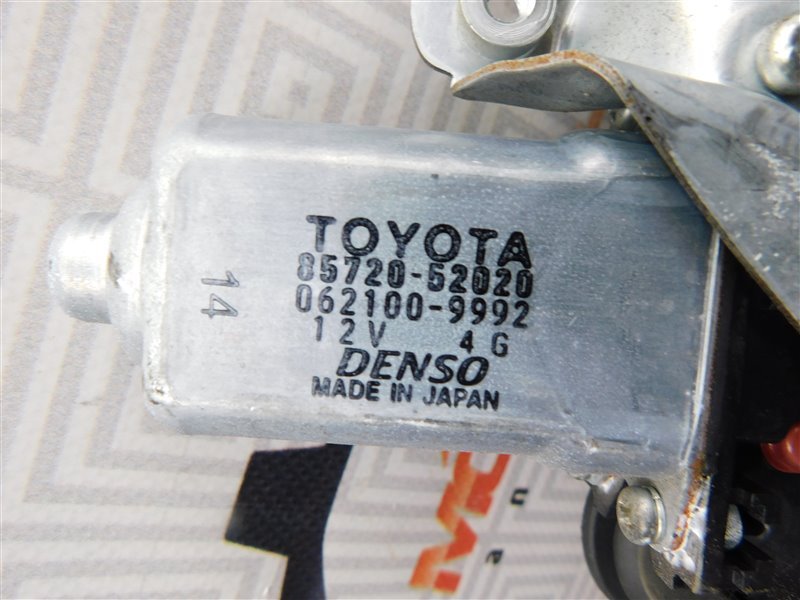 TOYOTA
85720-52020
062100-9992
12V 4G
DENSO
MADE IN JAPAN
14